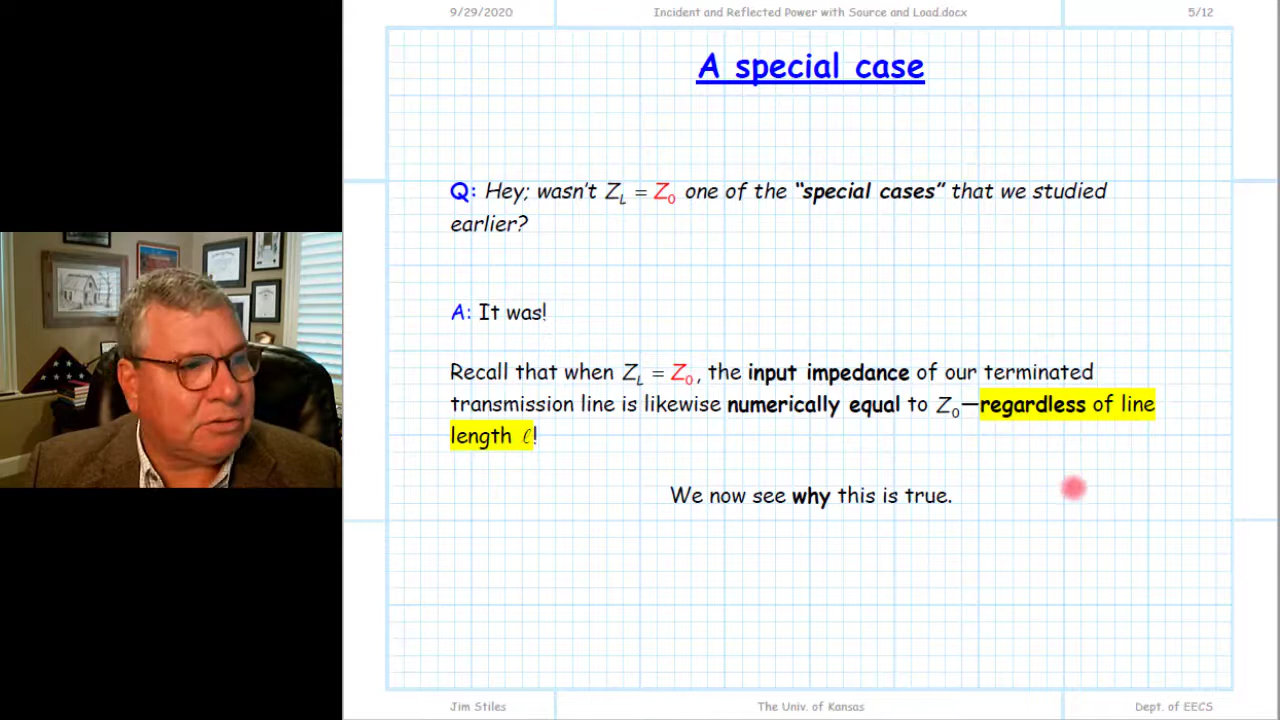 9/29/2020 Incident and Reflected Power with Source and Load.docx 5/12
A special case
Q: Hey; wasn't Z_L = Z_0 one of the "special cases" that we studied
earlier?
A: It was!
Recall that when Z_L = Z_0, the input impedance of our terminated
transmission line is likewise numerically equal to Z_0—regardless of line
length ℓ!
We now see why this is true.
Jim Stiles The Univ. of Kansas Dept. of EECS